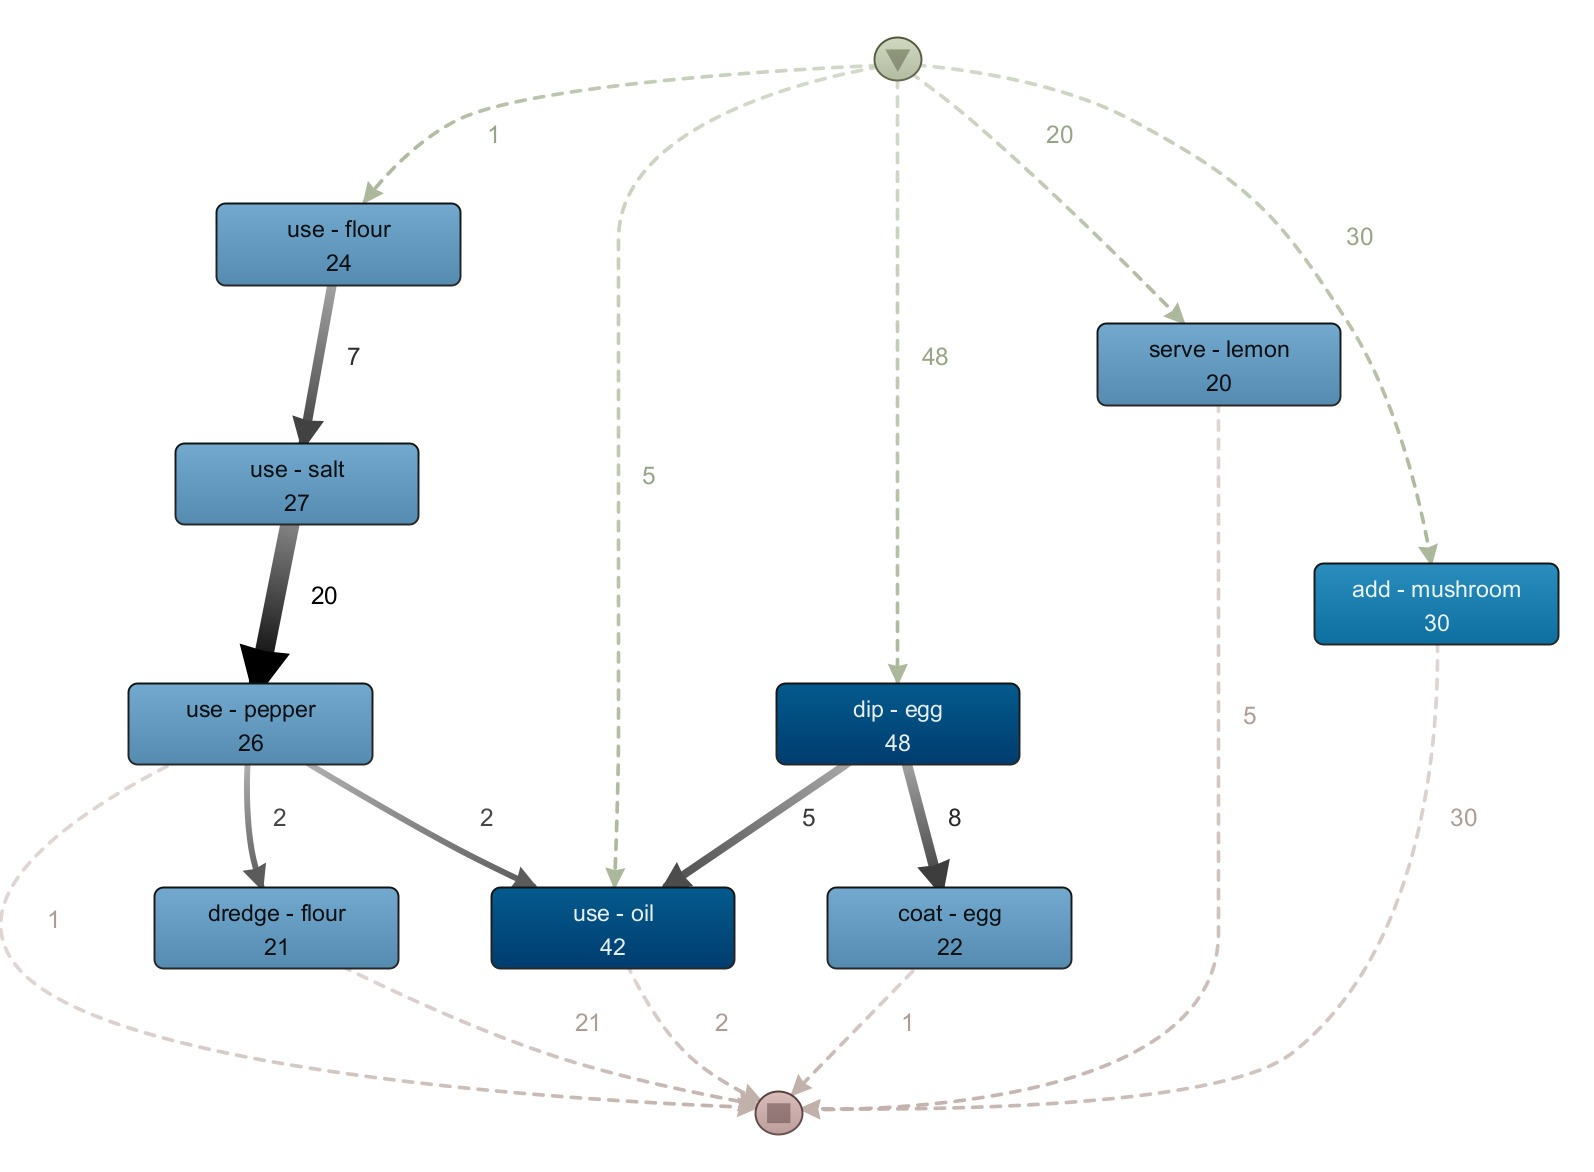 1
20
30
use - flour
24
serve - lemon
20
7
48
use - salt
27
5
add - mushroom
30
20
use - pepper
26
dip - egg
48
5
2
2
5
8
30
dredge - flour
21
use - oil
42
coat - egg
22
1
21
2
1